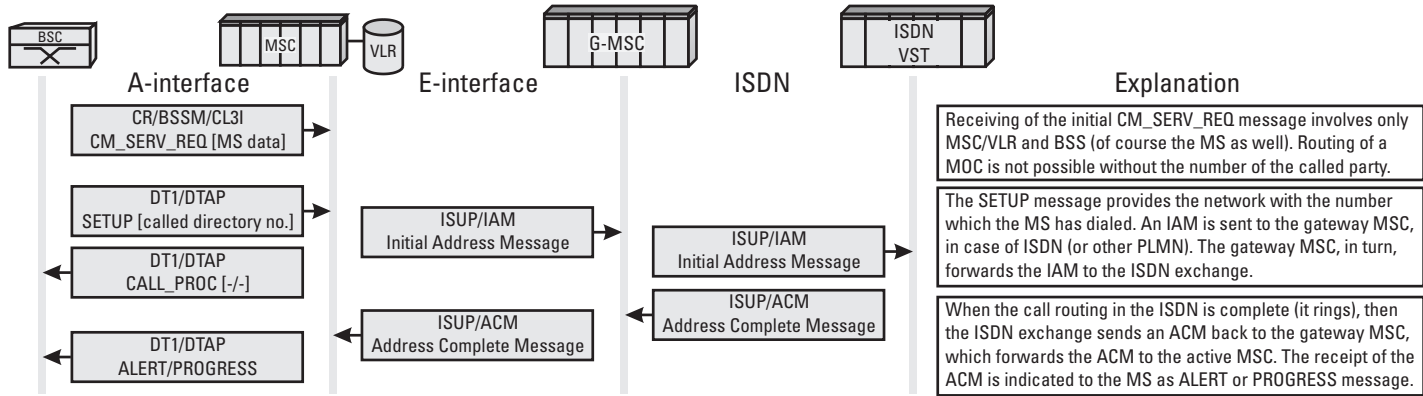 BSC
MSC
VLR
G-MSC
ISDN
VST
A-interface
E-interface
ISDN
Explanation
CR/BSSM/CL3I
CM_SERV_REQ [MS data]
Receiving of the initial CM_SERV_REQ message involves only
MSC/VLR and BSS (of course the MS as well). Routing of a
MOC is not possible without the number of the called party.
DT1/DTAP
SETUP [called directory no.]
ISUP/IAM
Initial Address Message
ISUP/IAM
Initial Address Message
The SETUP message provides the network with the number
which the MS has dialed. An IAM is sent to the gateway MSC,
in case of ISDN (or other PLMN). The gateway MSC, in turn,
forwards the IAM to the ISDN exchange.
DT1/DTAP
CALL_PROC [-/-]
ISUP/ACM
Address Complete Message
ISUP/ACM
Address Complete Message
DT1/DTAP
ALERT/PROGRESS
When the call routing in the ISDN is complete (it rings), then
the ISDN exchange sends an ACM back to the gateway MSC,
which forwards the ACM to the active MSC. The receipt of the
ACM is indicated to the MS as ALERT or PROGRESS message.